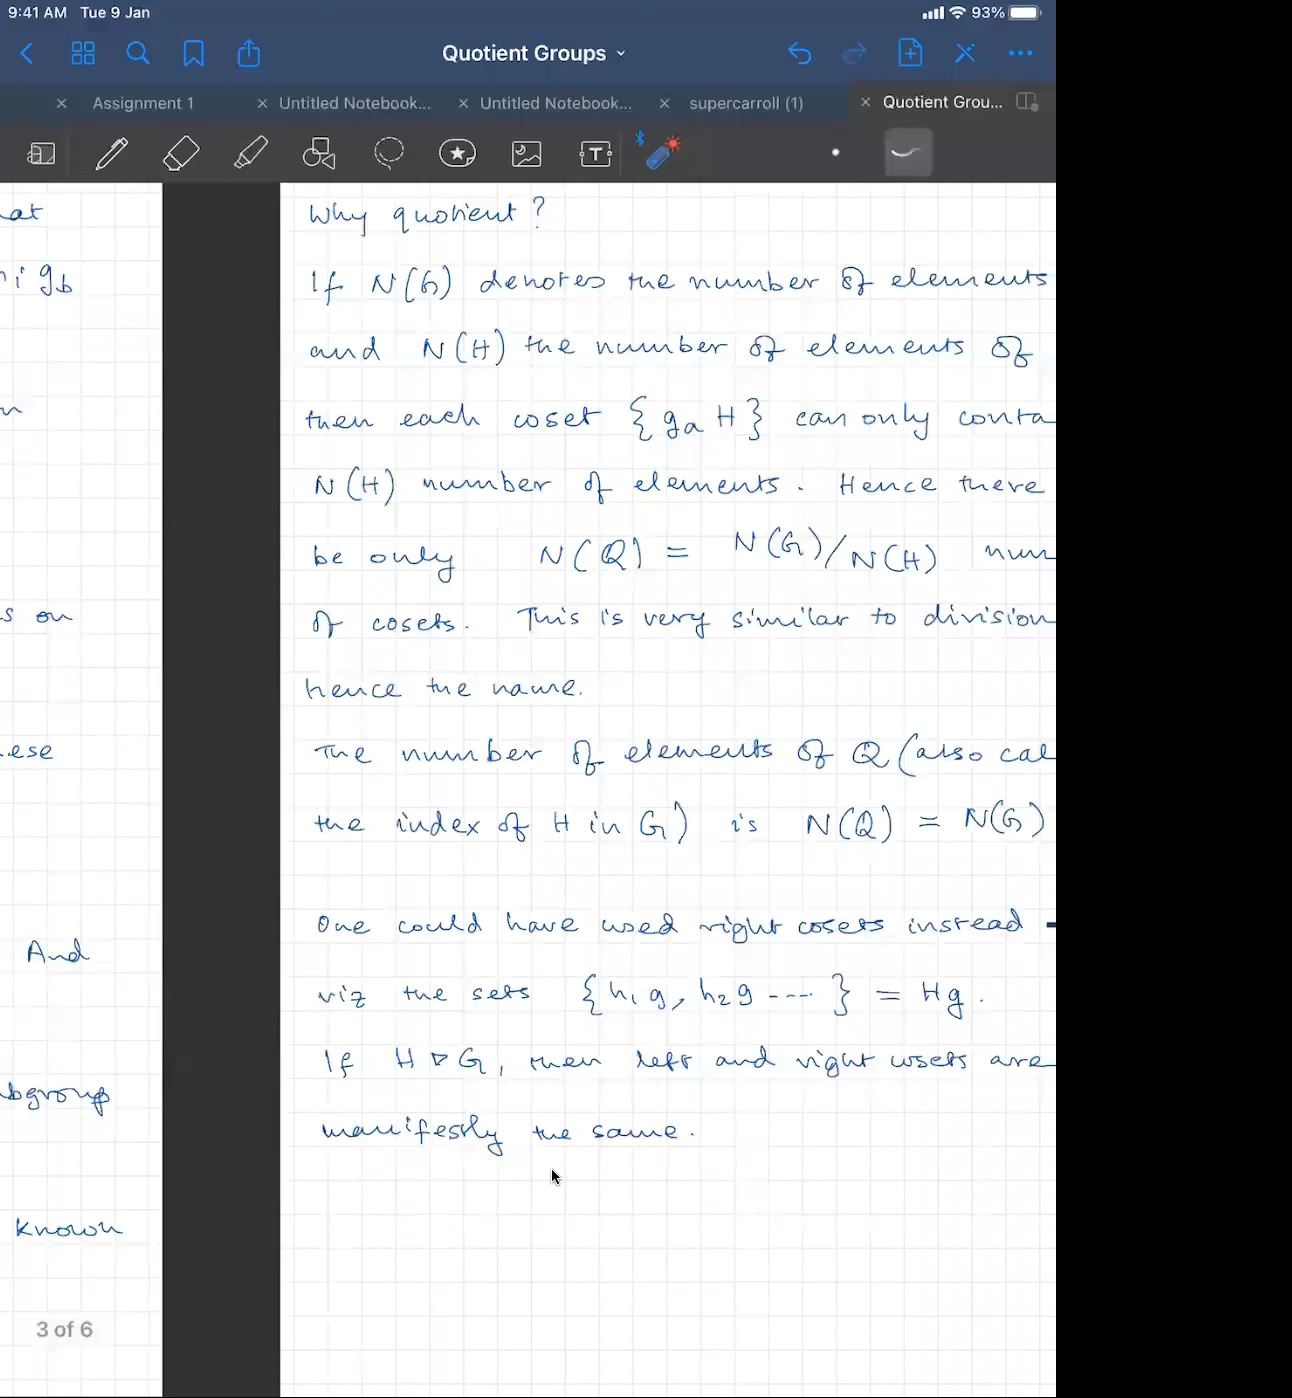 9:41 AM Tue 9 Jan 93%
Quotient Groups
Assignment 1 Untitled Notebook... Untitled Notebook... supercarroll (1) Quotient Grou...
at
gb
s on
ese
And
bgroup
known
3 of 6
Why quotient ?
If N(G) denotes the number of elements
and N(H) the number of elements of
then each coset { ga H } can only conta
N(H) number of elements. Hence there
be only N(Q) = N(G)/N(H) num
of cosets. This is very similar to division
hence the name.
The number of elements of Q (also cal
the index of H in G) is N(Q) = N(G)
One could have used right cosets instead -
viz the sets { h1 g, h2 g ---- } = Hg.
If H ▷ G, then left and right cosets are
manifestly the same.